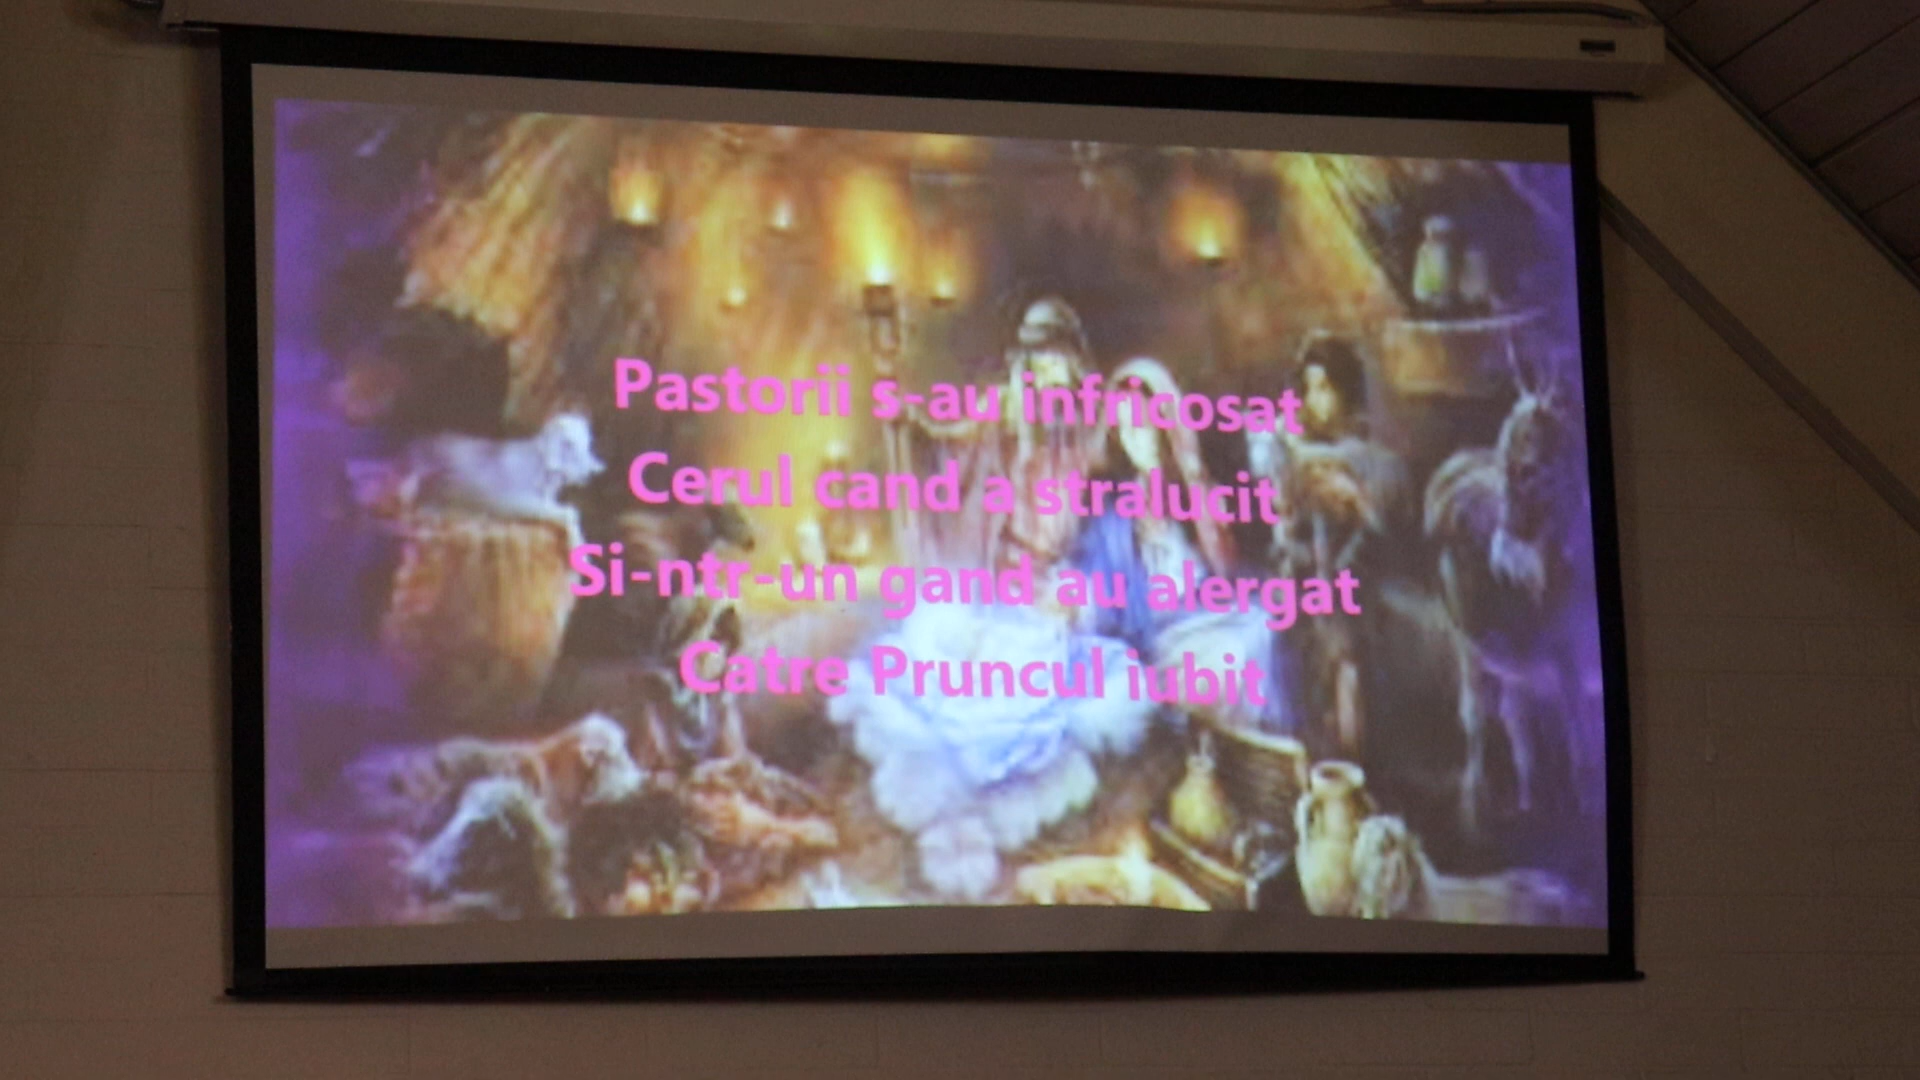 Pastorii s-au infricosat
Cerul cand a stralucit
Si-ntr-un gand au alergat
Catre Pruncul iubit